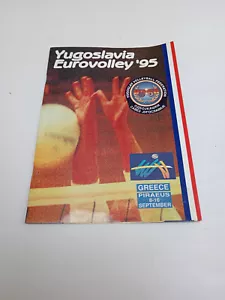 Yugoslavia
Eurovolley '95
GREECE
PIRAEUS
8-16
SEPTEMBER